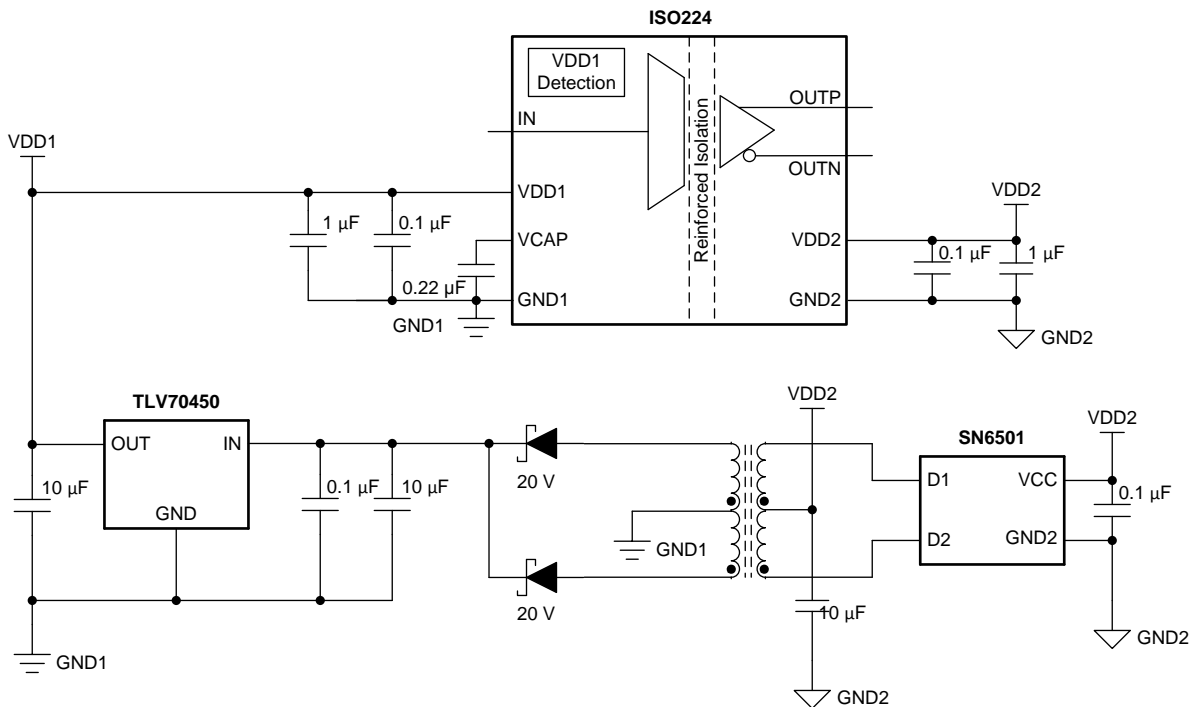 ISO224
VDD1
Detection
Reinforced Isolation
OUTP
IN
VDD1
OUTN
VDD2
VDD1
1 µF
0.1 µF
VCAP
VDD2
0.1 µF
1 µF
0.22 µF
GND1
GND2
GND1
GND2
TLV70450
VDD2
SN6501
VDD2
OUT
IN
20 V
D1
VCC
10 µF
0.1 µF
10 µF
0.1 µF
GND
GND1
D2
GND2
20 V
10 µF
GND1
GND2
GND2